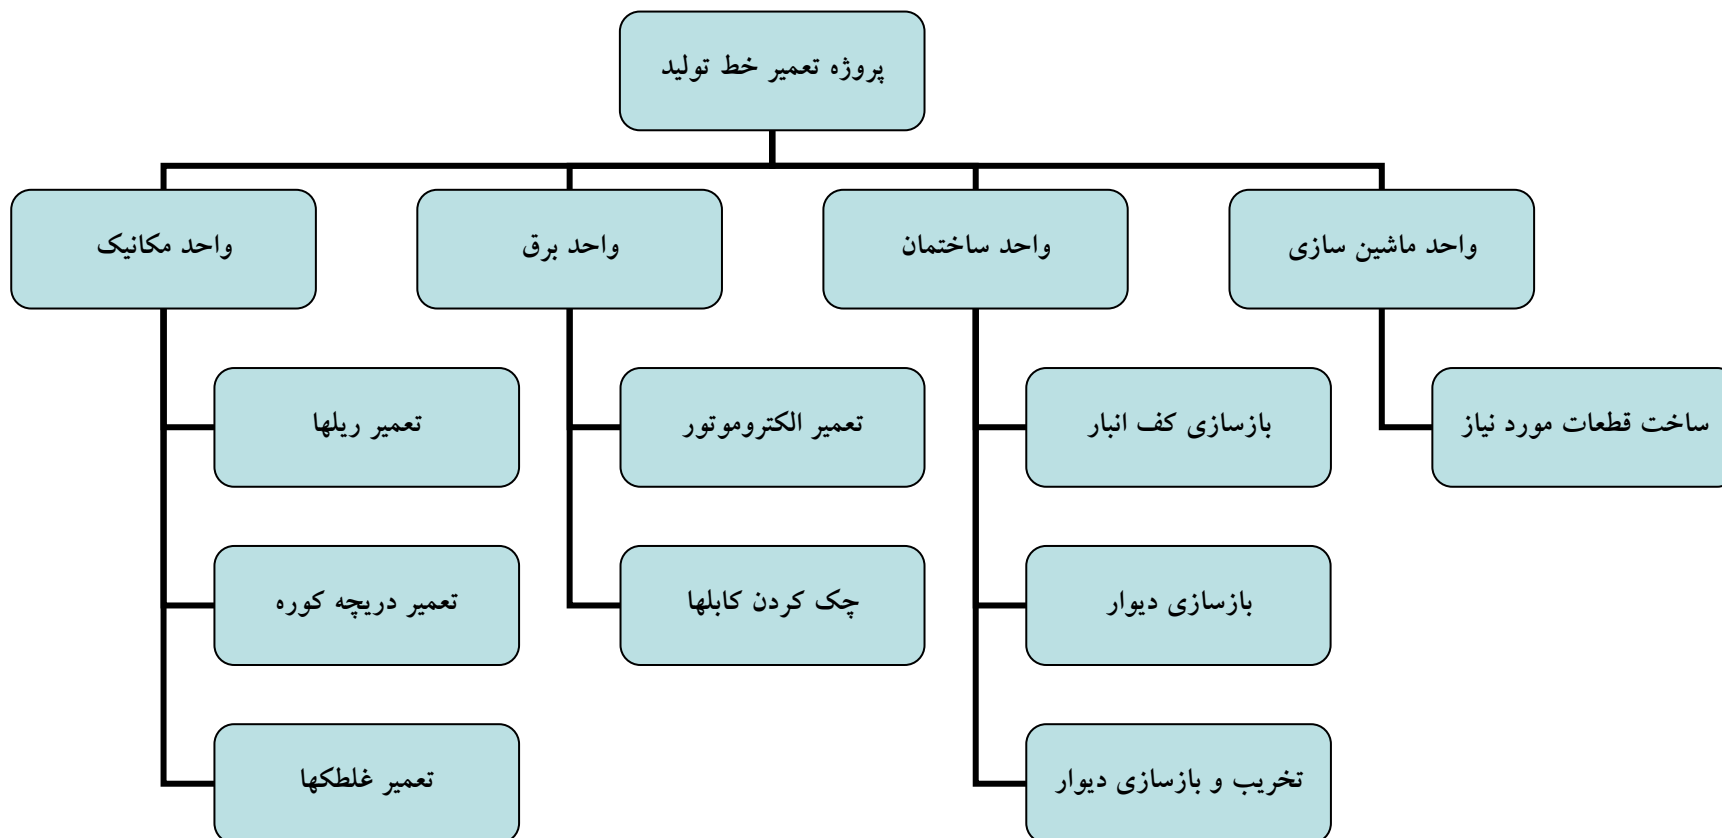 پروژه تعمیر خط تولید
واحد ماشین سازی
واحد ساختمان
واحد برق
واحد مکانیک
ساخت قطعات مورد نیاز
بازسازی کف انبار
تعمیر الکتروموتور
تعمیر ریلها
بازسازی دیوار
چک کردن کابلها
تعمیر دریچه کوره
تخریب و بازسازی دیوار
تعمیر غلطکها